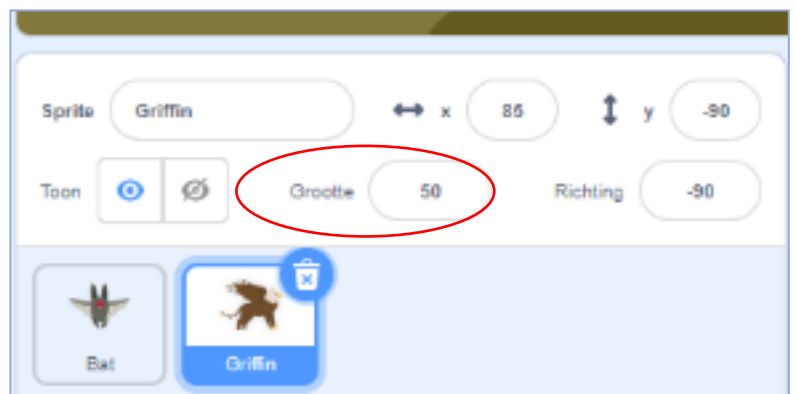 Sprite Griffin x 85 y -90
Toon Grootte 50 Richting -90
Bat Griffin